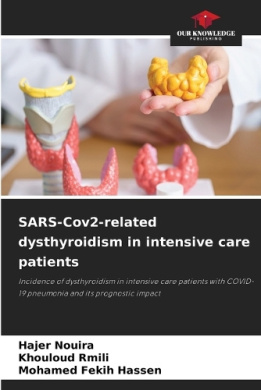 OUR KNOWLEDGE
PUBLISHING
SARS-Cov2-related
dysthyroidism in intensive care
patients
Incidence of dysthyroidism in intensive care patients with COVID-
19 pneumonia and its prognostic impact
Hajer Nouira
Khouloud Rmili
Mohamed Fekih Hassen